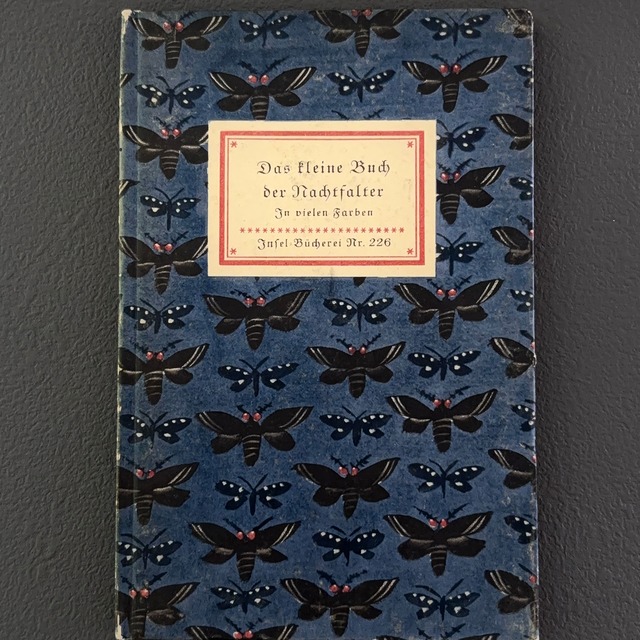 Das kleine Buch
der Nachtfalter
In vielen Farben
Insel-Bücherei Nr. 226